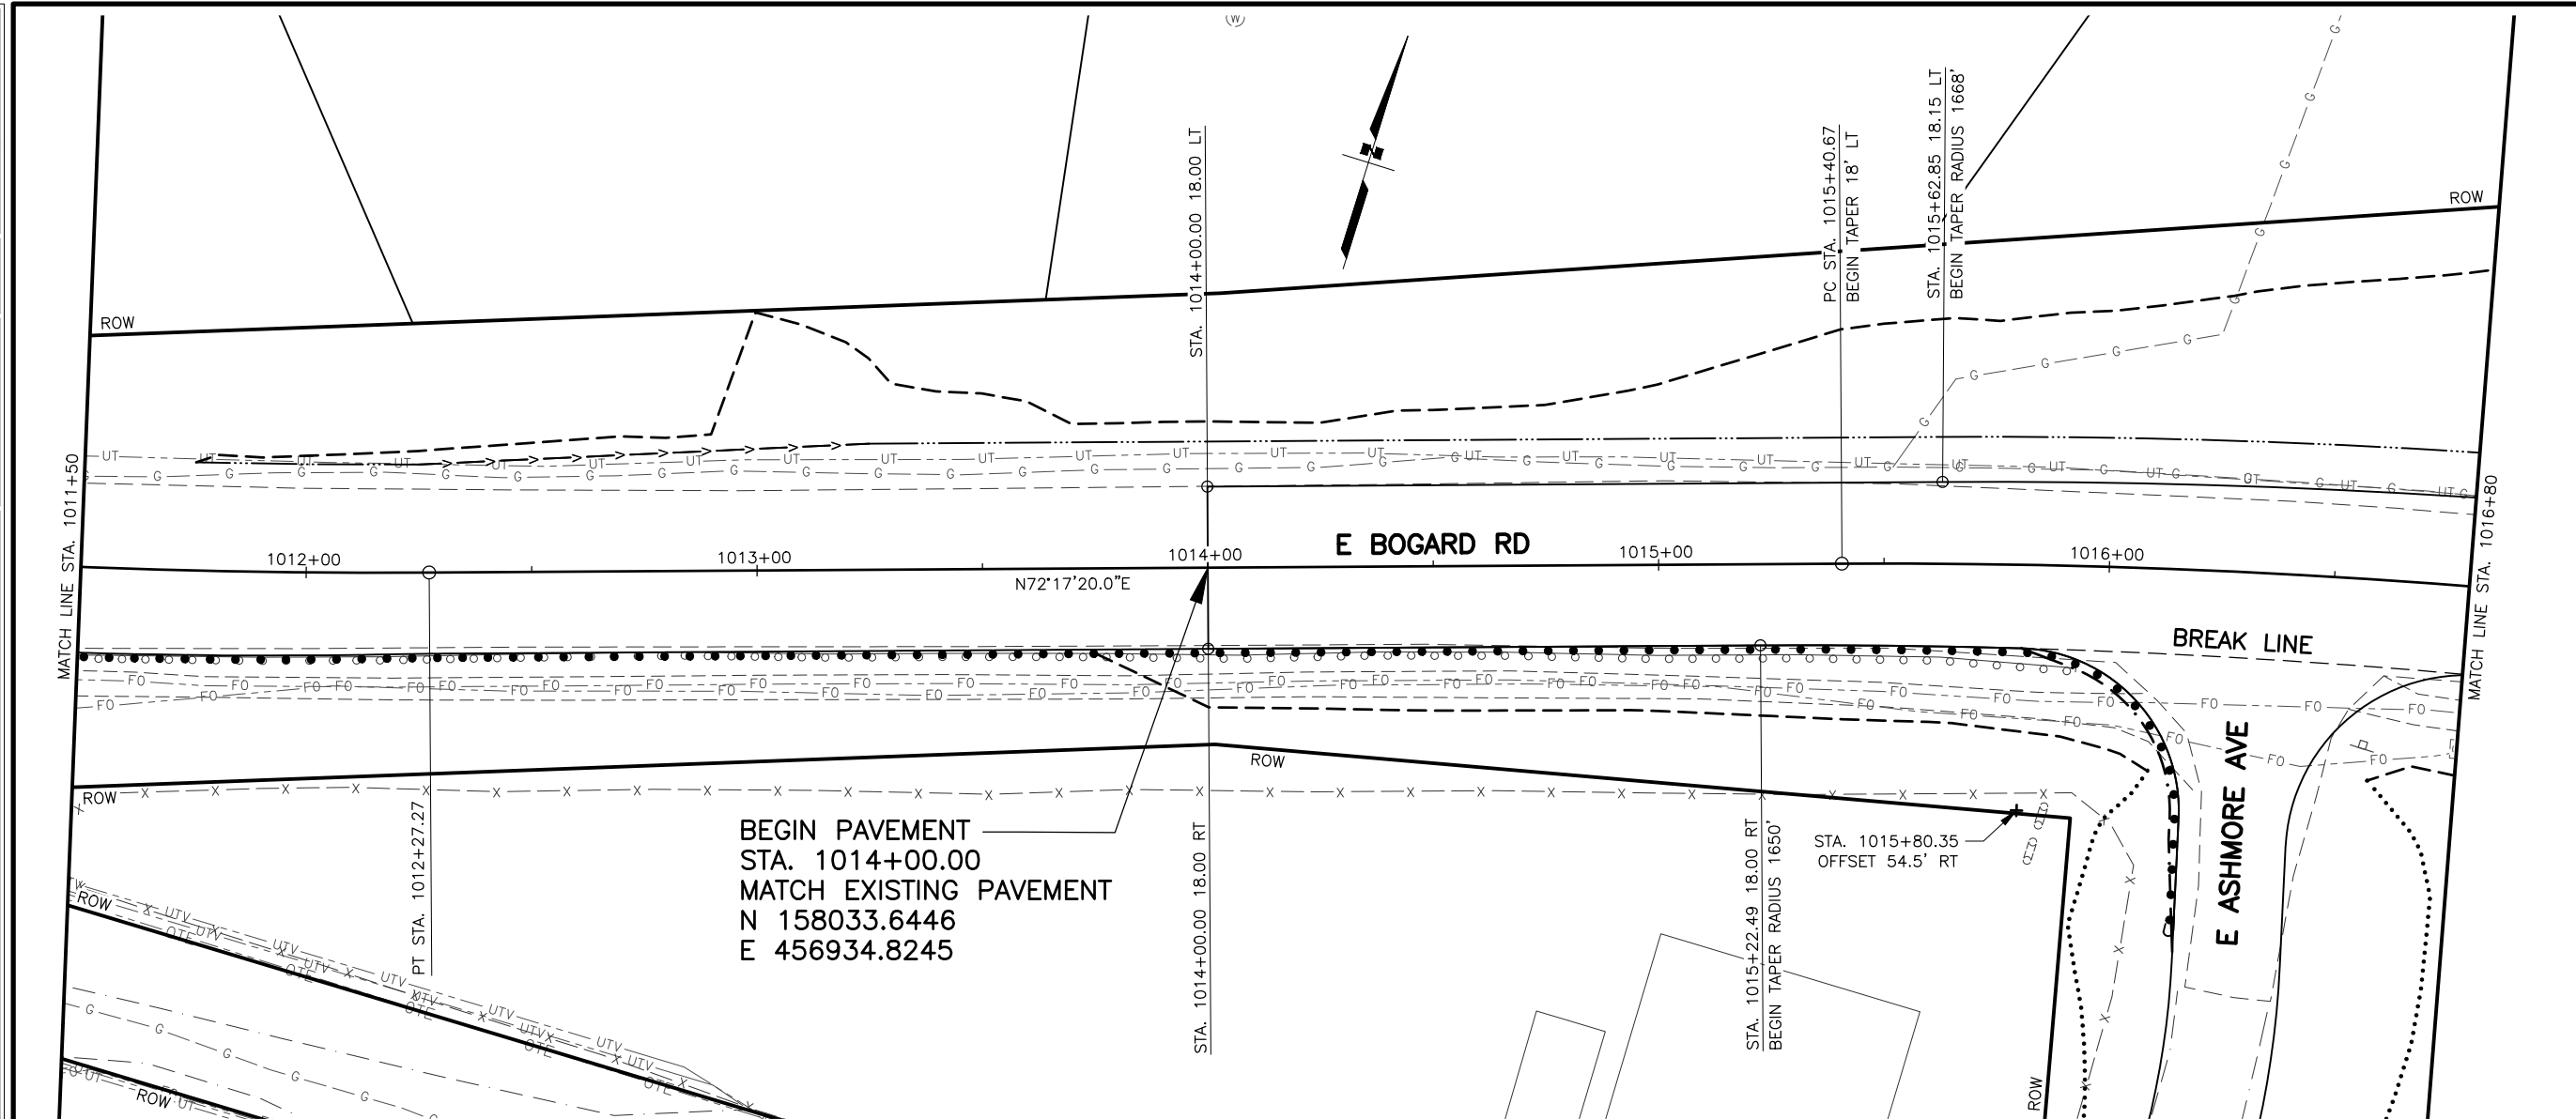 W
N
STA. 1014+00.00 18.00 LT
PC STA. 1015+40.67
BEGIN TAPER 18' LT
STA. 1015+62.85 18.15 LT
BEGIN TAPER RADIUS 1668'
ROW
ROW
G
UT
MATCH LINE STA. 1011+50
MATCH LINE STA. 1016+80
1012+00
1013+00
1014+00
E BOGARD RD
1015+00
1016+00
N72°17'20.0"E
BREAK LINE
FO
ROW
ROW
X
E ASHMORE AVE
PT STA. 1012+27.27
BEGIN PAVEMENT
STA. 1014+00.00
MATCH EXISTING PAVEMENT
N 158033.6446
E 456934.8245
STA. 1014+00.00 18.00 RT
STA. 1015+22.49 18.00 RT
BEGIN TAPER RADIUS 1650'
STA. 1015+80.35
OFFSET 54.5' RT
ROW
UTV
OTE
ROW
ROW